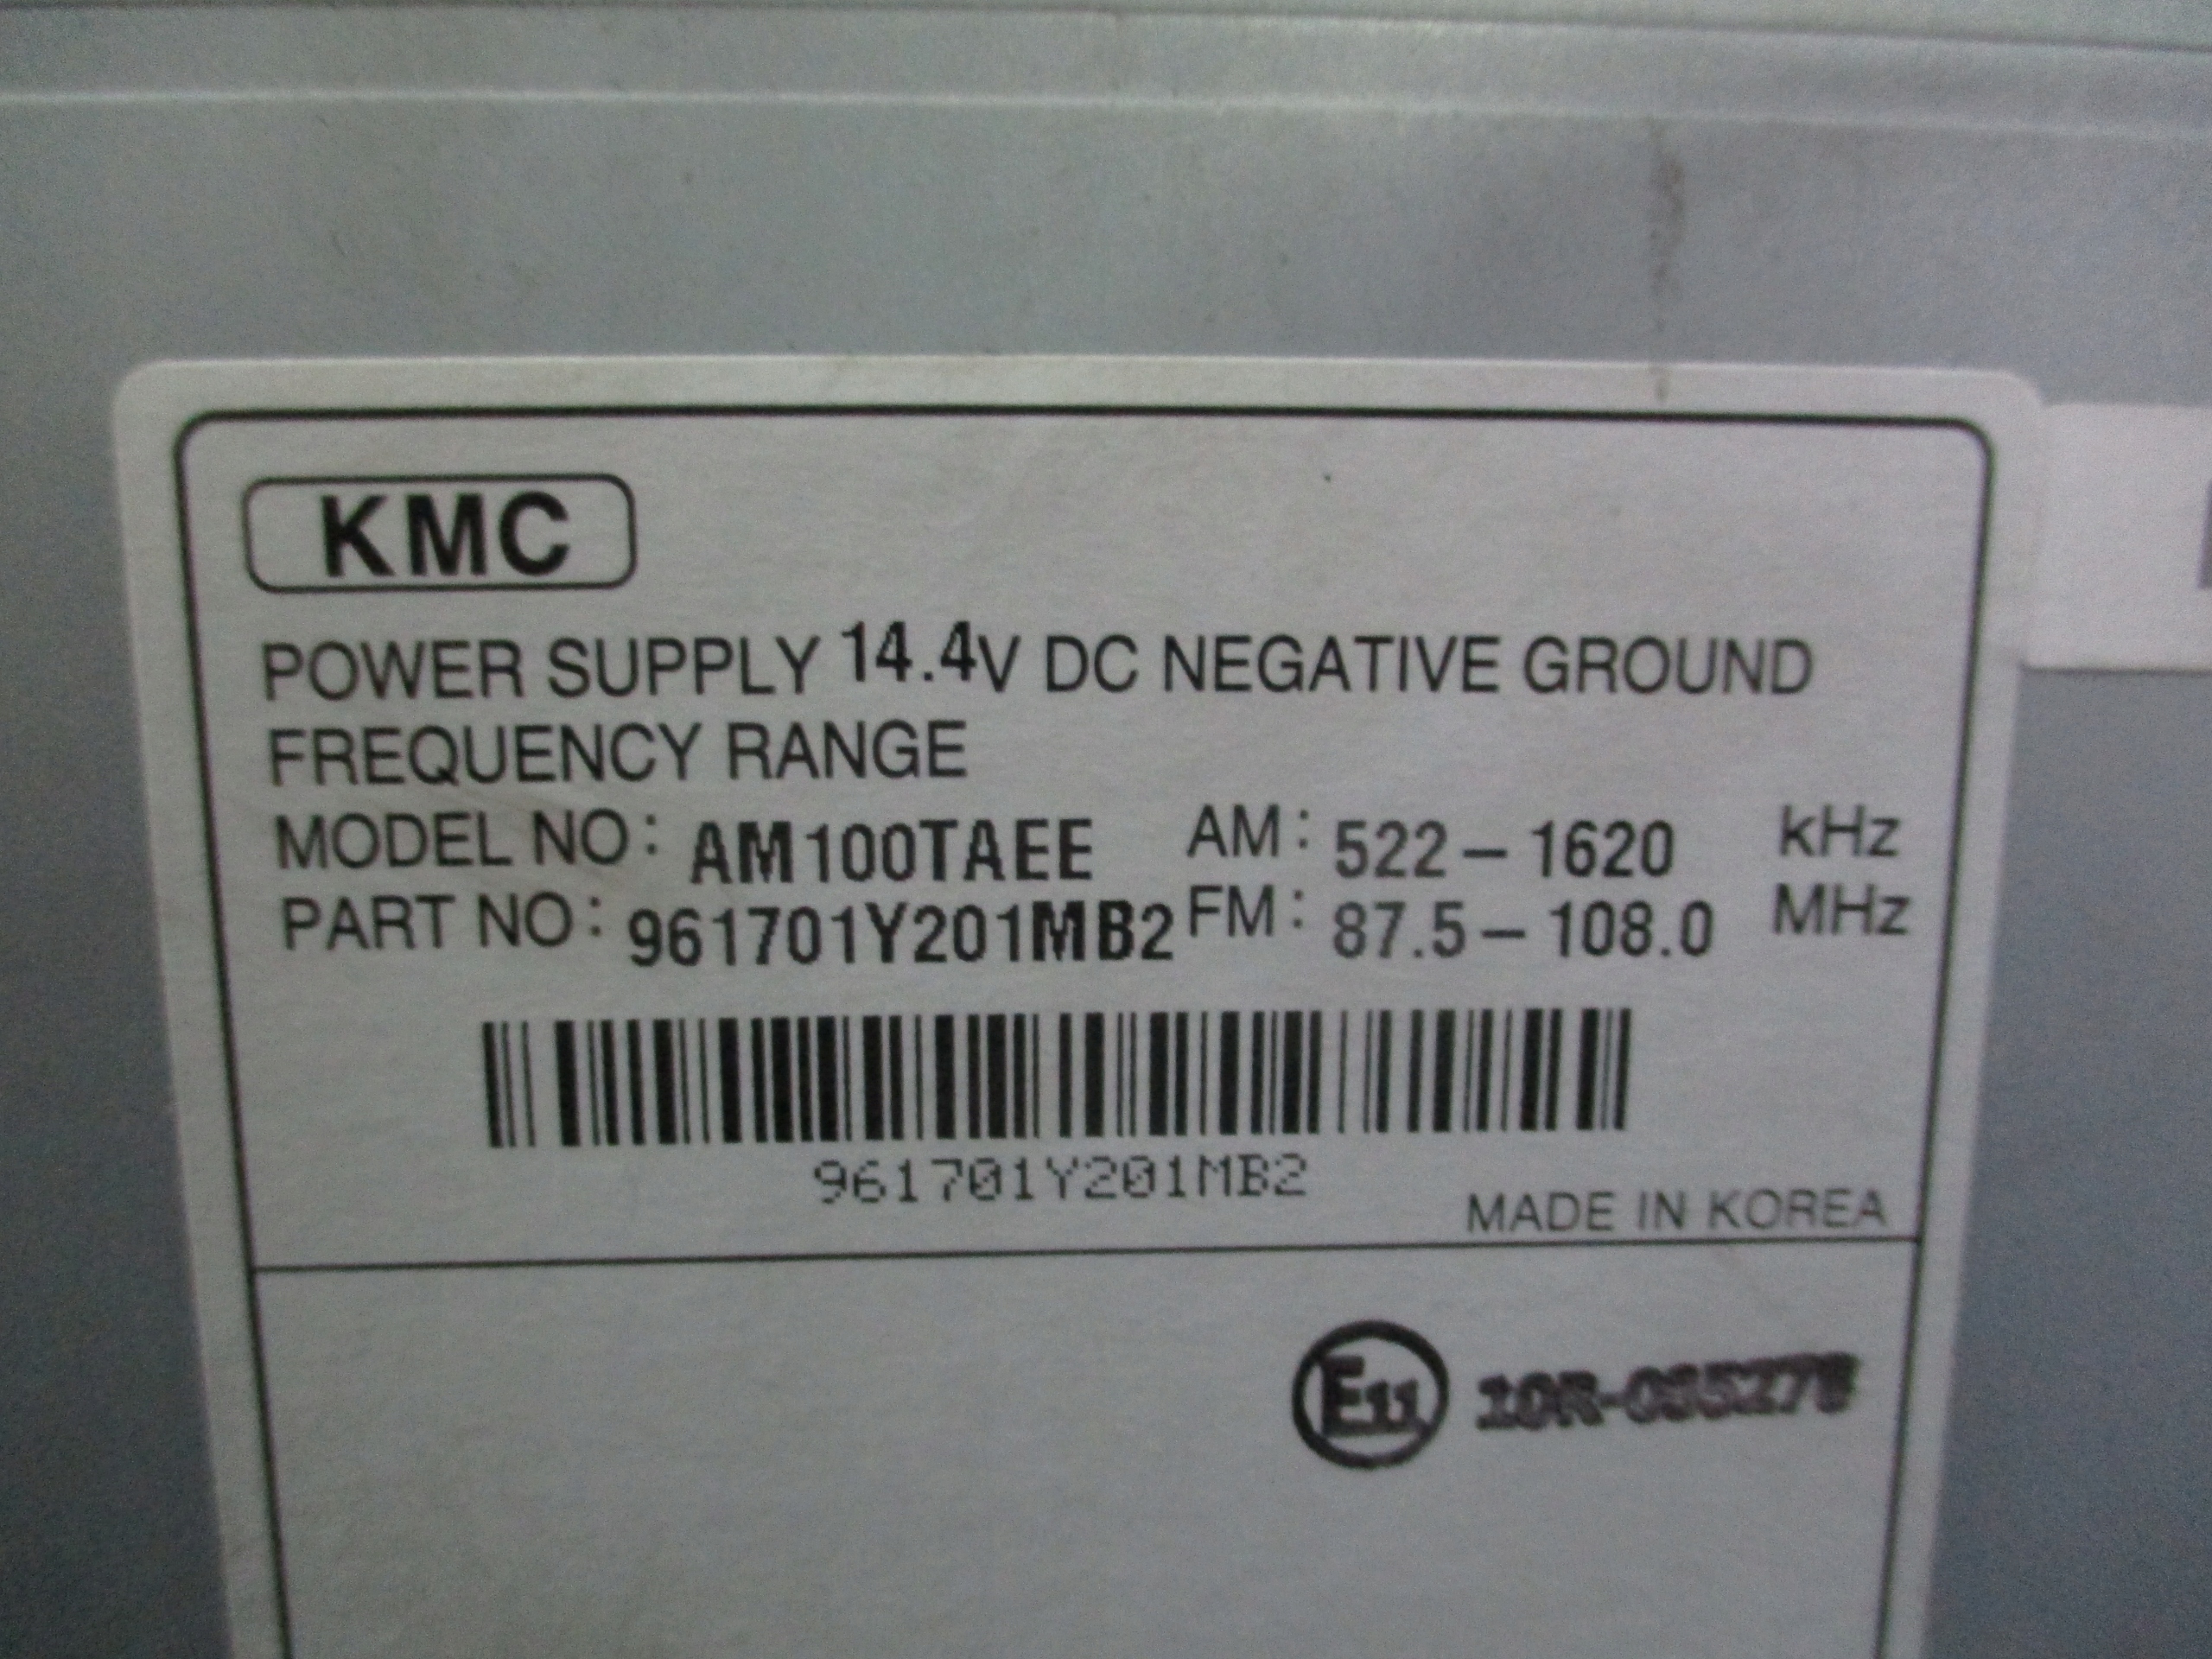 KMC
POWER SUPPLY 14.4V DC NEGATIVE GROUND
FREQUENCY RANGE
MODEL NO: AM100TAEE AM: 522-1620 kHz
PART NO: 961701Y201MB2 FM: 87.5-108.0 MHz
961701Y201MB2
MADE IN KOREA
E11